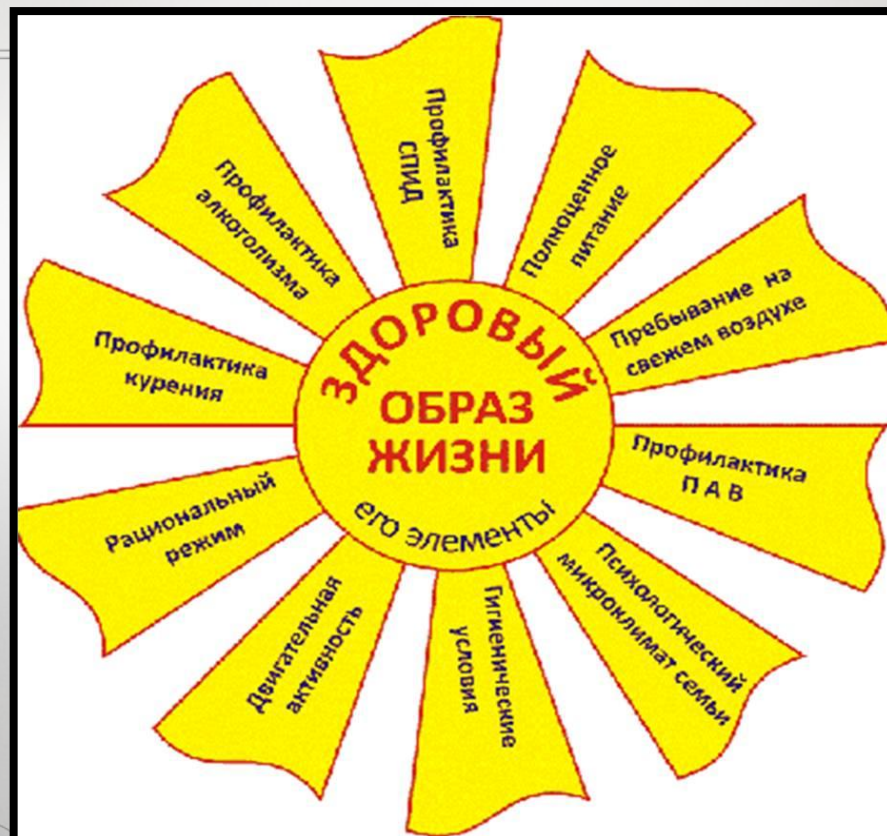 ЗДОРОВЫЙ
ОБРАЗ
ЖИЗНИ
его элементы
Профилактика
СПИД
Полноценное
питание
Пребывание на
свежем воздухе
Профилактика
П А В
Психологический
микроклимат семьи
Гигиенические
условия
Двигательная
активность
Рациональный
режим
Профилактика
курения
Профилактика
алкоголизма